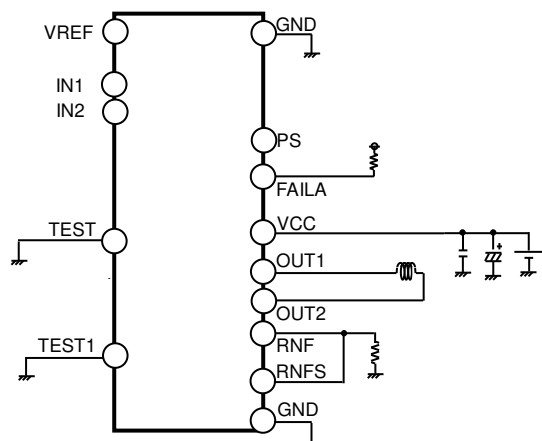 VREF
GND
IN1
IN2
PS
FAILA
TEST
VCC
OUT1
OUT2
RNF
TEST1
RNFS
GND
+